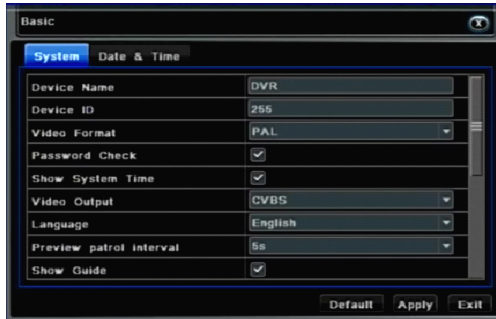 Basic
System Date & Time
Device Name DVR
Device ID 255
Video Format PAL
Password Check
Show System Time
Video Output CVBS
Language English
Preview patrol interval 5s
Show Guide
Default Apply Exit